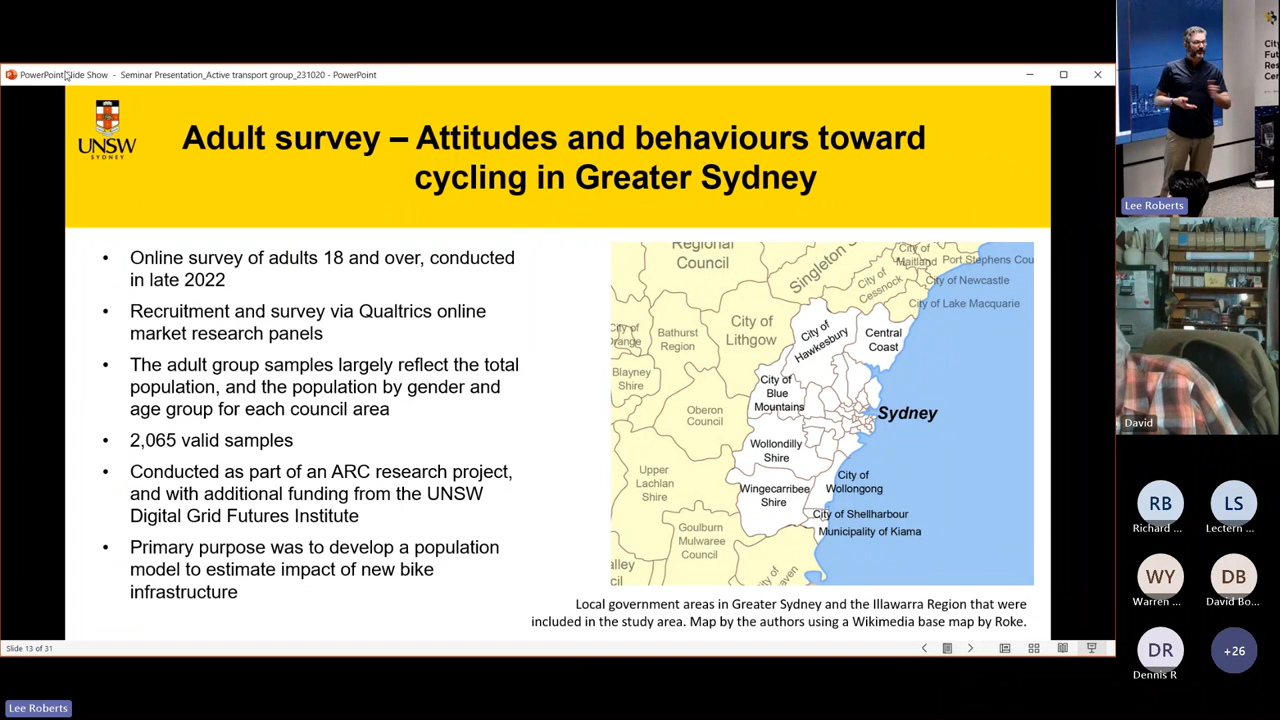 PowerPoint Slide Show - Seminar Presentation_Active transport group_231020 - PowerPoint
UNSW
SYDNEY
Adult survey – Attitudes and behaviours toward
cycling in Greater Sydney
• Online survey of adults 18 and over, conducted
in late 2022
• Recruitment and survey via Qualtrics online
market research panels
• The adult group samples largely reflect the total
population, and the population by gender and
age group for each council area
• 2,065 valid samples
• Conducted as part of an ARC research project,
and with additional funding from the UNSW
Digital Grid Futures Institute
• Primary purpose was to develop a population
model to estimate impact of new bike
infrastructure
Regional
Council
Singleton S
City of
Maitland
Port Stephens Cou
City of
Cessnock
City of Newcastle
City of Lake Macquarie
City of
Orange
Bathurst
Region
City of
Lithgow
City of
Hawkesbury
Central
Coast
Blayney
Shire
City of
Blue
Mountains
Oberon
Council
Sydney
Wollondilly
Shire
Upper
Lachlan
Shire
Wingecarribee
Shire
City of
Wollongong
City of Shellharbour
Municipality of Kiama
Goulburn
Mulwaree
Council
alley
cil
City of
aven
Local government areas in Greater Sydney and the Illawarra Region that were
included in the study area. Map by the authors using a Wikimedia base map by Roke.
Slide 13 of 31
Lee Roberts
City
Fut
Res
Cen
Lee Roberts
David
RB
Richard ...
LS
Lectern ...
WY
Warren ...
DB
David Bo...
DR
Dennis R
+26